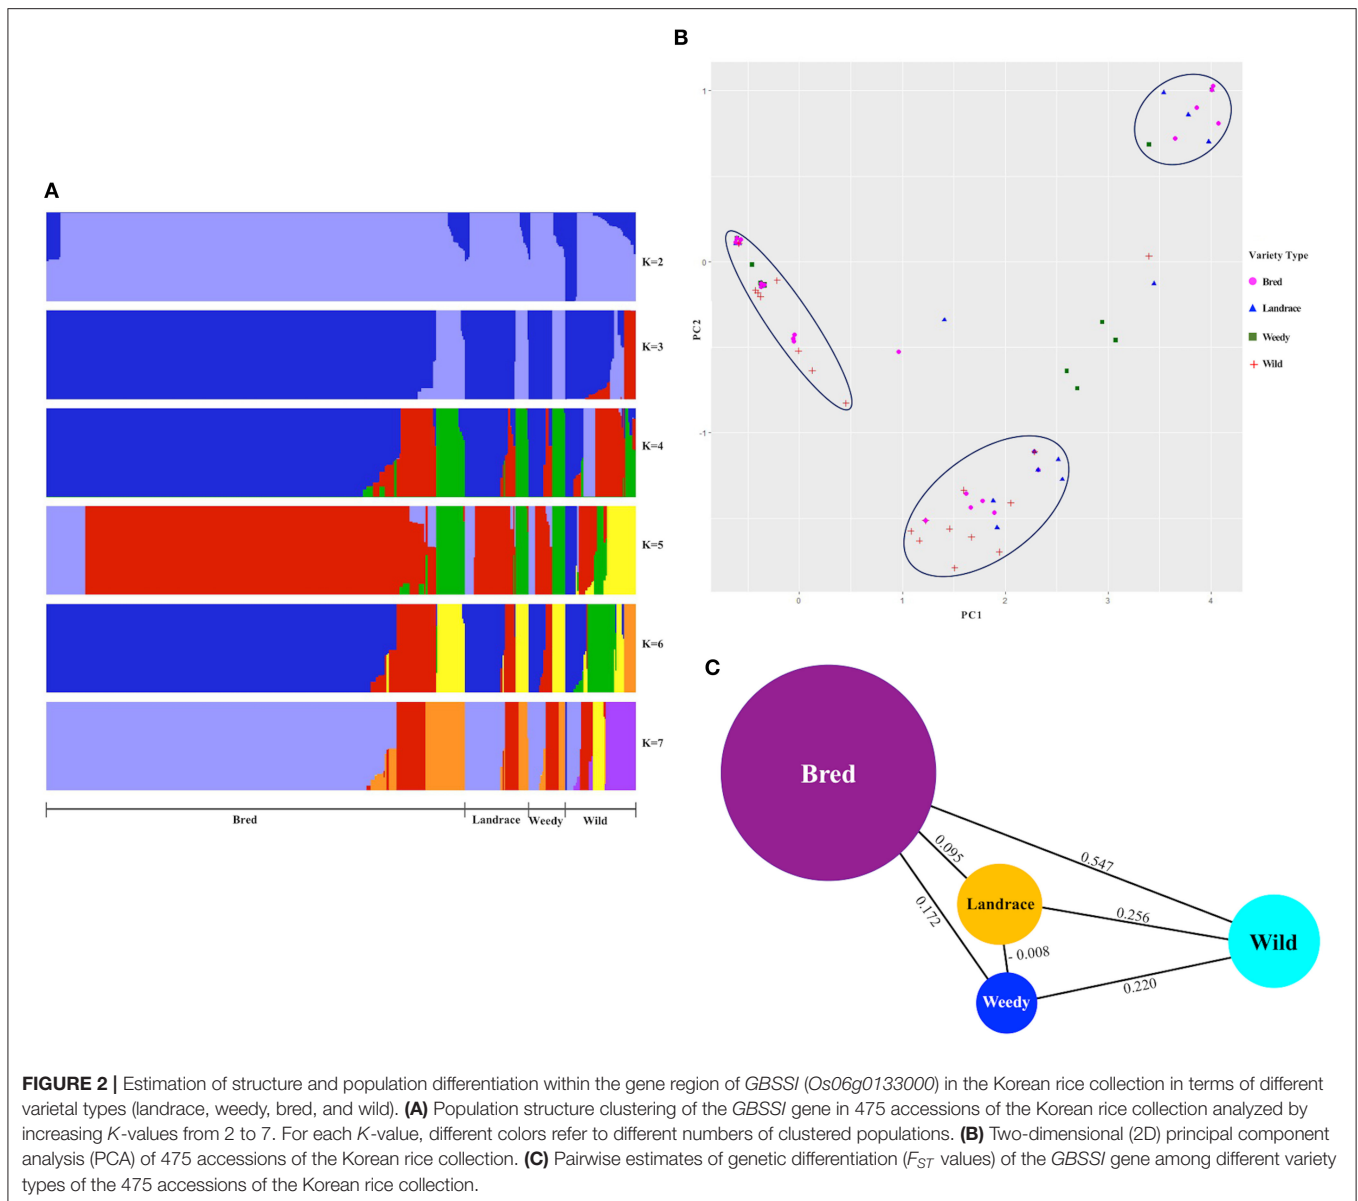 A
K=2
K=3
K=4
K=5
K=6
K=7
Bred
Landrace
Weedy
Wild
B
1
0
-1
PC2
0
1
2
3
4
PC1
Variety Type
Bred
Landrace
Weedy
Wild
C
Bred
Landrace
Weedy
Wild
0.547
0.095
0.172
0.256
- 0.008
0.220
FIGURE 2 | Estimation of structure and population differentiation within the gene region of GBSSI (Os06g0133000) in the Korean rice collection in terms of different
varietal types (landrace, weedy, bred, and wild). (A) Population structure clustering of the GBSSI gene in 475 accessions of the Korean rice collection analyzed by
increasing K-values from 2 to 7. For each K-value, different colors refer to different numbers of clustered populations. (B) Two-dimensional (2D) principal component
analysis (PCA) of 475 accessions of the Korean rice collection. (C) Pairwise estimates of genetic differentiation (FST values) of the GBSSI gene among different variety
types of the 475 accessions of the Korean rice collection.